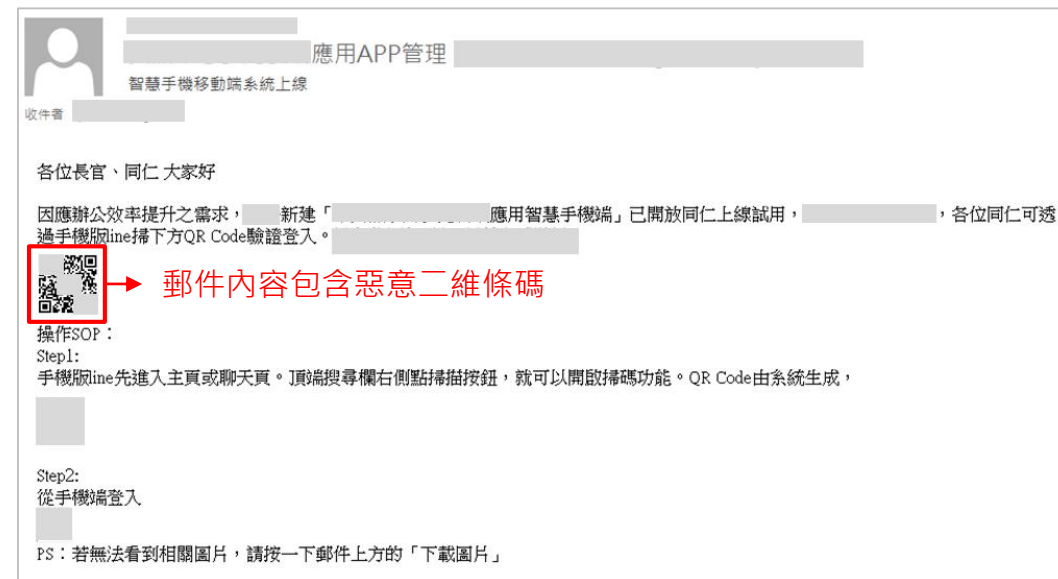 應用APP管理
智慧手機移動端系統上線
收件者
各位長官、同仁 大家好
因應辦公效率提升之需求， 新建「 應用智慧手機端」已開放同仁上線試用， ，各位同仁可透
過手機版line掃下方QR Code驗證登入。
郵件內容包含惡意二維條碼
操作SOP：
Step1:
手機版line先進入主頁或聊天頁。頂端搜尋欄右側點掃描按鈕，就可以開啟掃碼功能。QR Code由系統生成，
Step2:
從手機端登入
PS：若無法看到相關圖片，請按一下郵件上方的「下載圖片」